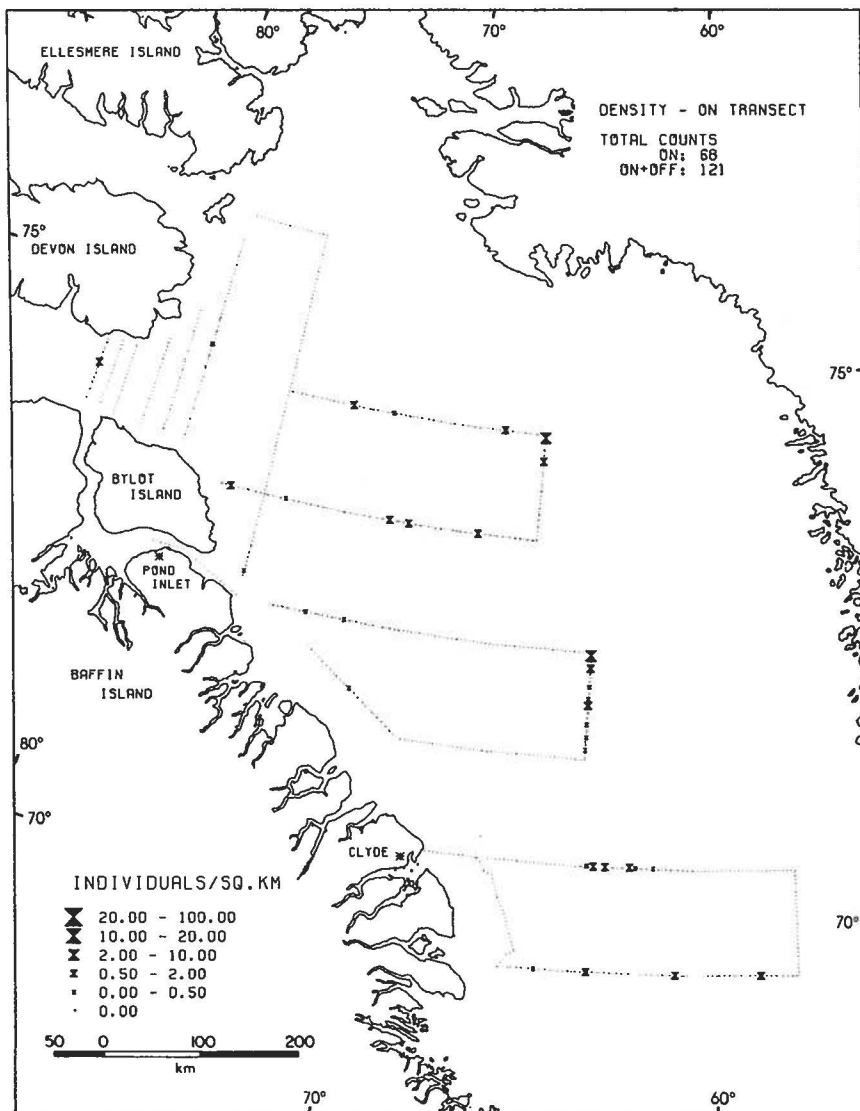 80°
70°
60°
ELLESMERE ISLAND
DENSITY - ON TRANSECT
TOTAL COUNTS
ON: 68
ON+OFF: 121
75°
DEVON ISLAND
75°
BYLOT
ISLAND
POND
INLET
BAFFIN
ISLAND
80°
70°
CLYDE
INDIVIDUALS/SQ.KM
20.00 - 100.00
10.00 - 20.00
2.00 - 10.00
0.50 - 2.00
0.00 - 0.50
0.00
70°
50 0 100 200
km
70°
60°